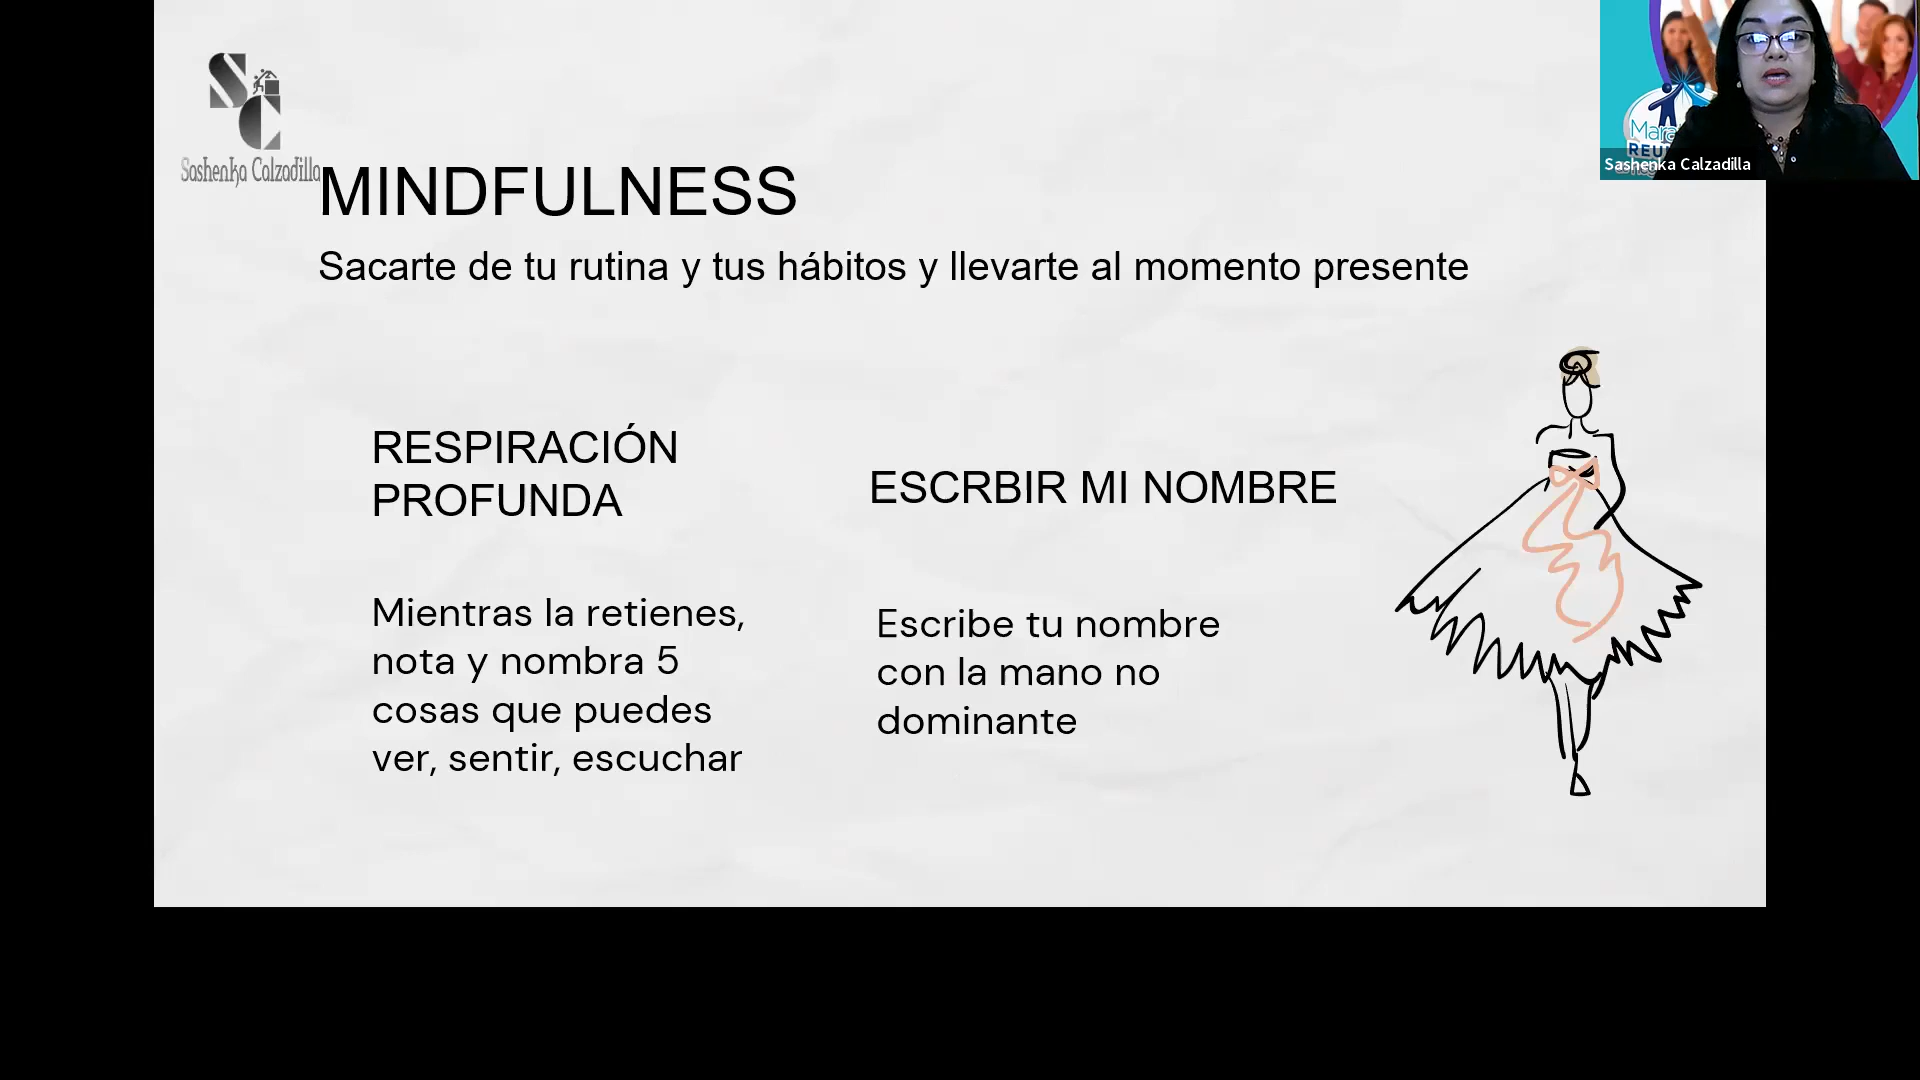 SC
Sashenka Calzadilla
MINDFULNESS
Sacarte de tu rutina y tus hábitos y llevarte al momento presente
RESPIRACIÓN
PROFUNDA
Mientras la retienes,
nota y nombra 5
cosas que puedes
ver, sentir, escuchar
ESCRBIR MI NOMBRE
Escribe tu nombre
con la mano no
dominante
Sashenka Calzadilla